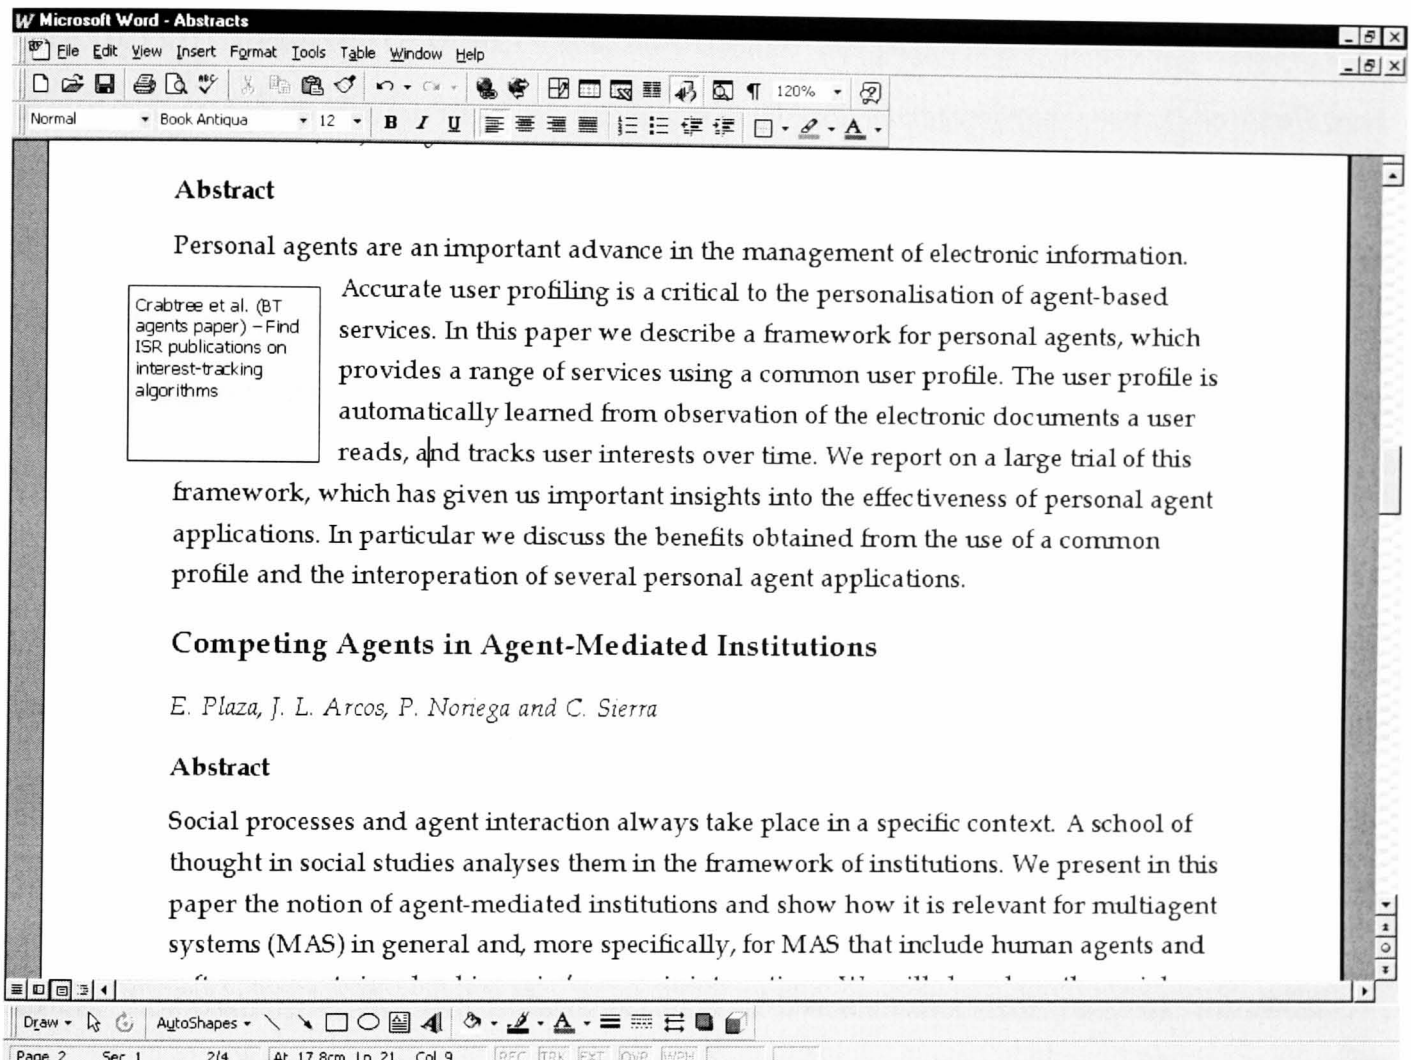 Microsoft Word - Abstracts
File Edit View Insert Format Tools Table Window Help
120%
Normal Book Antiqua 12 B I U A
Abstract
Personal agents are an important advance in the management of electronic information.
Crabtree et al. (BT
agents paper) – Find
ISR publications on
interest-tracking
algorithms
Accurate user profiling is a critical to the personalisation of agent-based
services. In this paper we describe a framework for personal agents, which
provides a range of services using a common user profile. The user profile is
automatically learned from observation of the electronic documents a user
reads, and tracks user interests over time. We report on a large trial of this
framework, which has given us important insights into the effectiveness of personal agent
applications. In particular we discuss the benefits obtained from the use of a common
profile and the interoperation of several personal agent applications.
Competing Agents in Agent-Mediated Institutions
E. Plaza, J. L. Arcos, P. Noriega and C. Sierra
Abstract
Social processes and agent interaction always take place in a specific context. A school of
thought in social studies analyses them in the framework of institutions. We present in this
paper the notion of agent-mediated institutions and show how it is relevant for multiagent
systems (MAS) in general and, more specifically, for MAS that include human agents and
Draw AutoShapes A
Page 2 Sec 1 2/4 At 17.8cm Ln 21 Col 9 REC TRK EXT OVR WPH